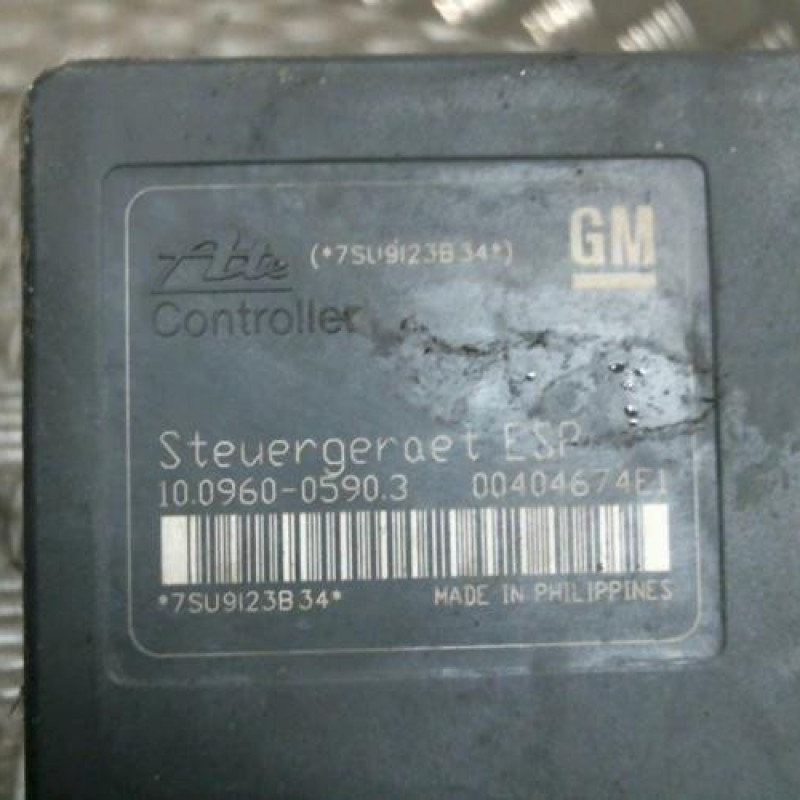 Ate (*7SU9123B34*) GM
Controller
Steuergeraet ESP
10.0960-0590.3 00404674E1
*7SU9123B34* MADE IN PHILIPPINES